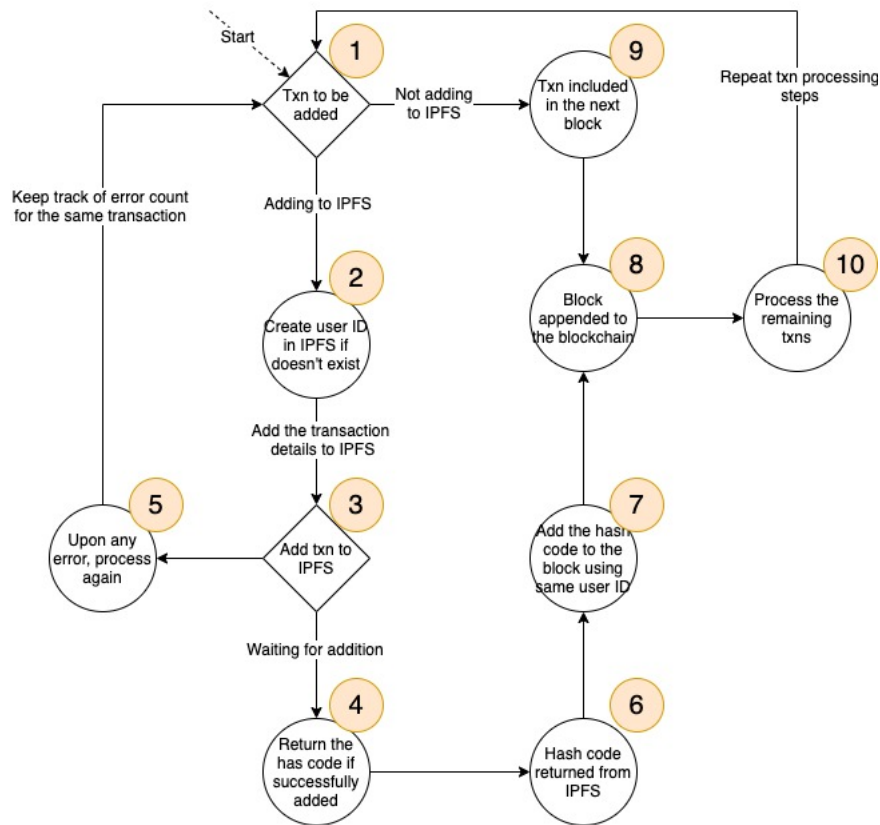 Start
1
Txn to be
added
Not adding
to IPFS
9
Txn included
in the next
block
Repeat txn processing
steps
Keep track of error count
for the same transaction
Adding to IPFS
2
Create user ID
in IPFS if
doesn't exist
8
Block
appended to
the blockchain
10
Process the
remaining
txns
Add the transaction
details to IPFS
5
Upon any
error, process
again
3
Add txn to
IPFS
7
Add the hash
code to the
block using
same user ID
Waiting for addition
4
Return the
has code if
successfully
added
6
Hash code
returned from
IPFS